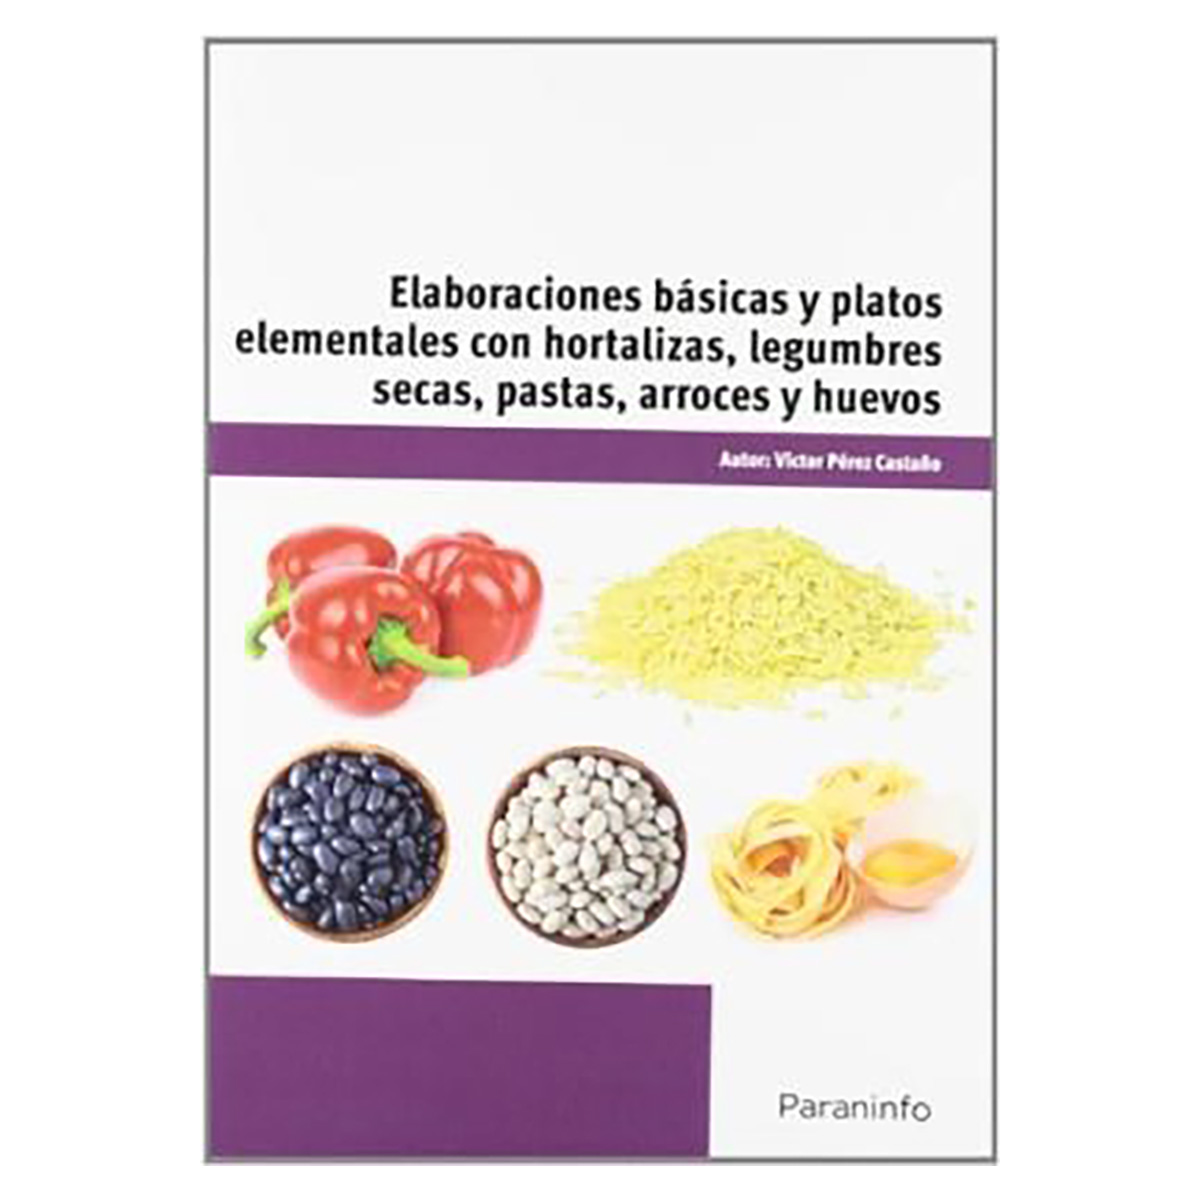 Elaboraciones básicas y platos
elementales con hortalizas, legumbres
secas, pastas, arroces y huevos
Autor: Víctor Pérez Castaño
Paraninfo